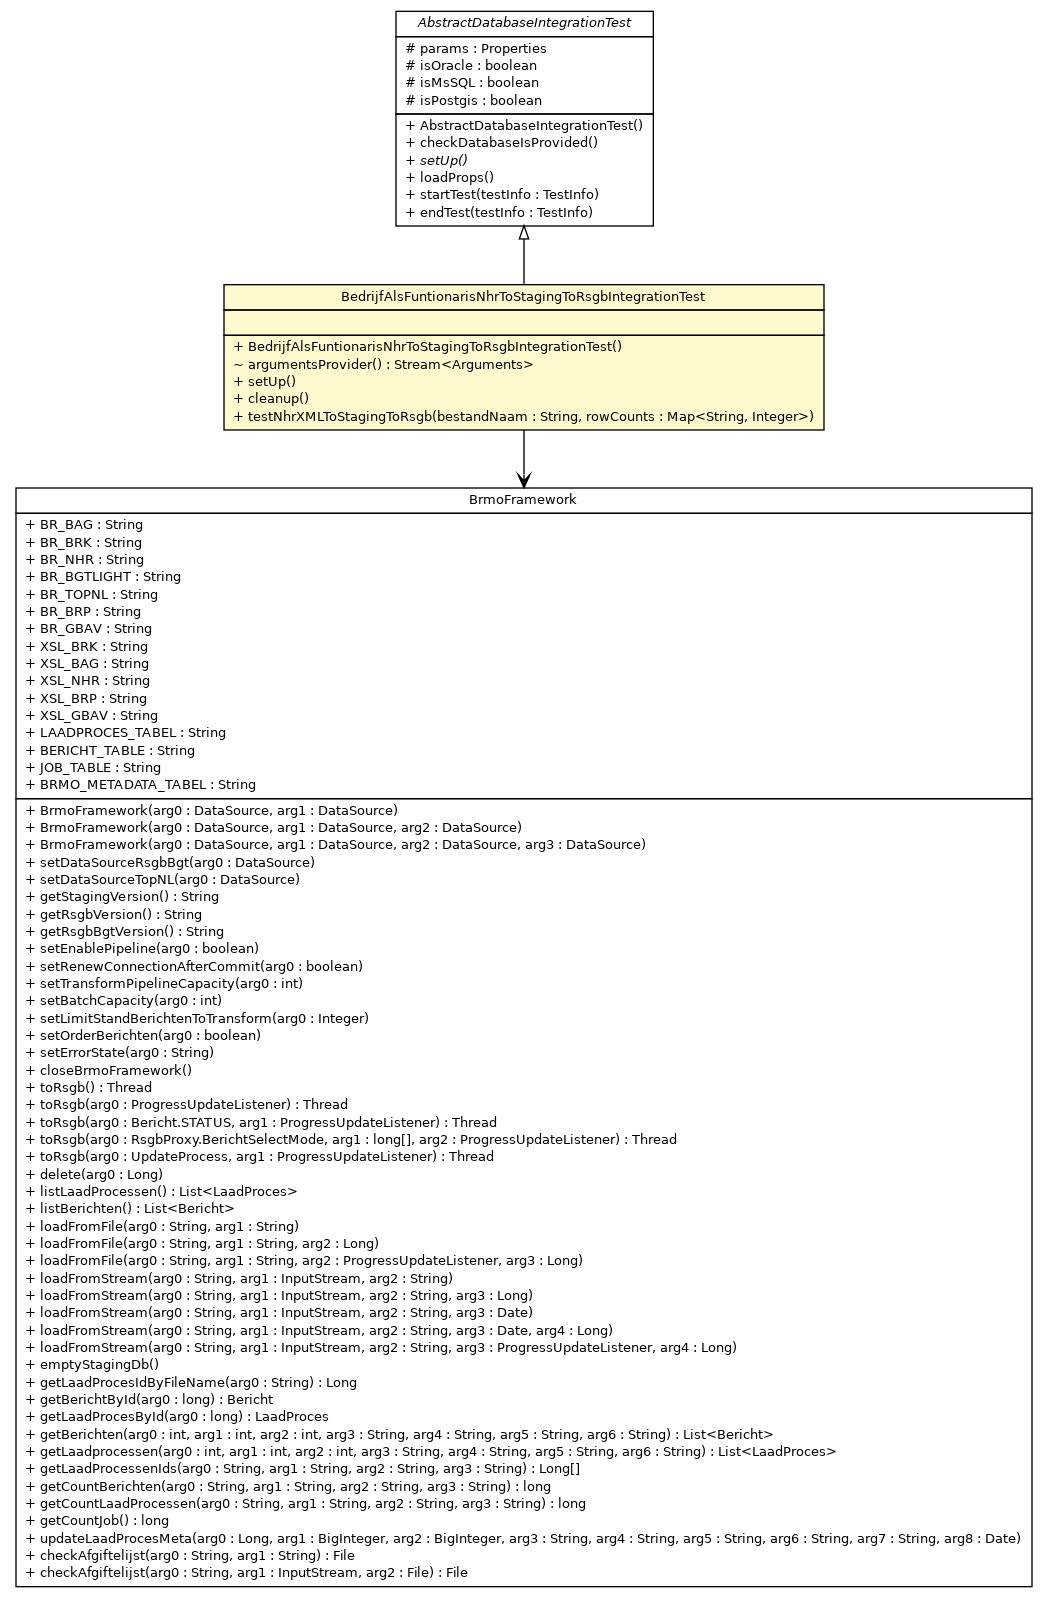 AbstractDatabaseIntegrationTest
# params : Properties
# isOracle : boolean
# isMsSQL : boolean
# isPostgis : boolean
+ AbstractDatabaseIntegrationTest()
+ checkDatabaseIsProvided()
+ setUp()
+ loadProps()
+ startTest(testInfo : TestInfo)
+ endTest(testInfo : TestInfo)
BedrijfAlsFuntionarisNhrToStagingToRsgbIntegrationTest
+ BedrijfAlsFuntionarisNhrToStagingToRsgbIntegrationTest()
~ argumentsProvider() : Stream<Arguments>
+ setUp()
+ cleanup()
+ testNhrXMLToStagingToRsgb(bestandNaam : String, rowCounts : Map<String, Integer>)
BrmoFramework
+ BR_BAG : String
+ BR_BRK : String
+ BR_NHR : String
+ BR_BGTLIGHT : String
+ BR_TOPNL : String
+ BR_BRP : String
+ BR_GBAV : String
+ XSL_BRK : String
+ XSL_BAG : String
+ XSL_NHR : String
+ XSL_BRP : String
+ XSL_GBAV : String
+ LAADPROCES_TABEL : String
+ BERICHT_TABLE : String
+ JOB_TABLE : String
+ BRMO_METADATA_TABEL : String
+ BrmoFramework(arg0 : DataSource, arg1 : DataSource)
+ BrmoFramework(arg0 : DataSource, arg1 : DataSource, arg2 : DataSource)
+ BrmoFramework(arg0 : DataSource, arg1 : DataSource, arg2 : DataSource, arg3 : DataSource)
+ setDataSourceRsgbBgt(arg0 : DataSource)
+ setDataSourceTopNL(arg0 : DataSource)
+ getStagingVersion() : String
+ getRsgbVersion() : String
+ getRsgbBgtVersion() : String
+ setEnablePipeline(arg0 : boolean)
+ setRenewConnectionAfterCommit(arg0 : boolean)
+ setTransformPipelineCapacity(arg0 : int)
+ setBatchCapacity(arg0 : int)
+ setLimitStandBerichtenToTransform(arg0 : Integer)
+ setOrderBerichten(arg0 : boolean)
+ setErrorState(arg0 : String)
+ closeBrmoFramework()
+ toRsgb() : Thread
+ toRsgb(arg0 : ProgressUpdateListener) : Thread
+ toRsgb(arg0 : Bericht.STATUS, arg1 : ProgressUpdateListener) : Thread
+ toRsgb(arg0 : RsgbProxy.BerichtSelectMode, arg1 : long[], arg2 : ProgressUpdateListener) : Thread
+ toRsgb(arg0 : UpdateProcess, arg1 : ProgressUpdateListener) : Thread
+ delete(arg0 : Long)
+ listLaadProcessen() : List<LaadProces>
+ listBerichten() : List<Bericht>
+ loadFromFile(arg0 : String, arg1 : String)
+ loadFromFile(arg0 : String, arg1 : String, arg2 : Long)
+ loadFromFile(arg0 : String, arg1 : String, arg2 : ProgressUpdateListener, arg3 : Long)
+ loadFromStream(arg0 : String, arg1 : InputStream, arg2 : String)
+ loadFromStream(arg0 : String, arg1 : InputStream, arg2 : String, arg3 : Long)
+ loadFromStream(arg0 : String, arg1 : InputStream, arg2 : String, arg3 : Date)
+ loadFromStream(arg0 : String, arg1 : InputStream, arg2 : String, arg3 : Date, arg4 : Long)
+ loadFromStream(arg0 : String, arg1 : InputStream, arg2 : String, arg3 : ProgressUpdateListener, arg4 : Long)
+ emptyStagingDb()
+ getLaadProcesIdByFileName(arg0 : String) : Long
+ getBerichtById(arg0 : long) : Bericht
+ getLaadProcesById(arg0 : long) : LaadProces
+ getBerichten(arg0 : int, arg1 : int, arg2 : int, arg3 : String, arg4 : String, arg5 : String, arg6 : String) : List<Bericht>
+ getLaadprocessen(arg0 : int, arg1 : int, arg2 : int, arg3 : String, arg4 : String, arg5 : String, arg6 : String) : List<LaadProces>
+ getLaadProcessenIds(arg0 : String, arg1 : String, arg2 : String, arg3 : String) : Long[]
+ getCountBerichten(arg0 : String, arg1 : String, arg2 : String, arg3 : String) : long
+ getCountLaadProcessen(arg0 : String, arg1 : String, arg2 : String, arg3 : String) : long
+ getCountJob() : long
+ updateLaadProcesMeta(arg0 : Long, arg1 : BigInteger, arg2 : BigInteger, arg3 : String, arg4 : String, arg5 : String, arg6 : String, arg7 : String, arg8 : Date)
+ checkAfgiftelijst(arg0 : String, arg1 : String) : File
+ checkAfgiftelijst(arg0 : String, arg1 : InputStream, arg2 : File) : File